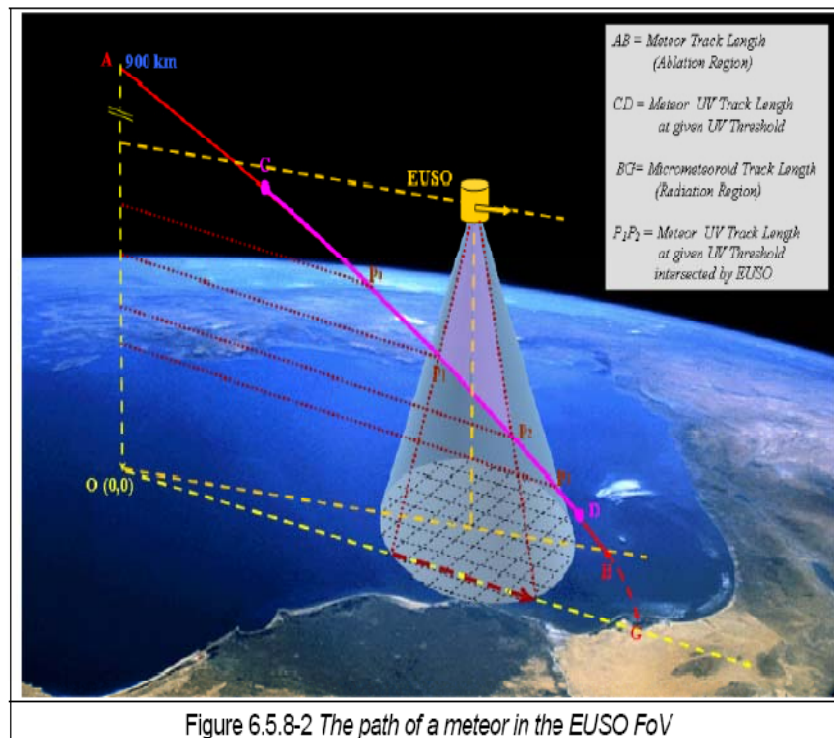 A 900 km
AB = Meteor Track Length
(Ablation Region)
CD = Meteor UV Track Length
at given UV Threshold
BG = Micrometeoroid Track Length
(Radiation Region)
P1P2 = Meteor UV Track Length
at given UV Threshold
intersected by EUSO
C
EUSO
P0
P1
P2
P3
O (0,0)
D
B
G
Figure 6.5.8-2 The path of a meteor in the EUSO FoV